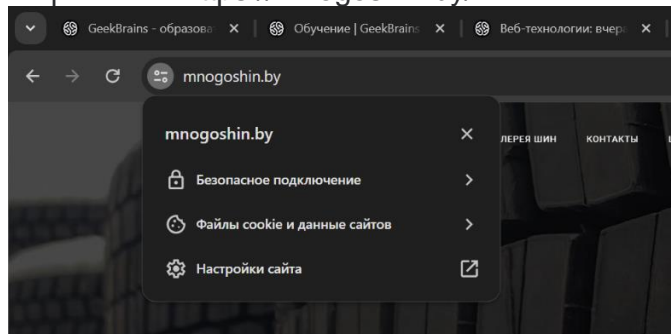 GeekBrains - образова
Обучение | GeekBrains
Веб-технологии: вчер
mnogoshin.by
mnogoshin.by
ЛЕРЕЯ ШИН КОНТАКТЫ
Безопасное подключение
Файлы cookie и данные сайтов
Настройки сайта